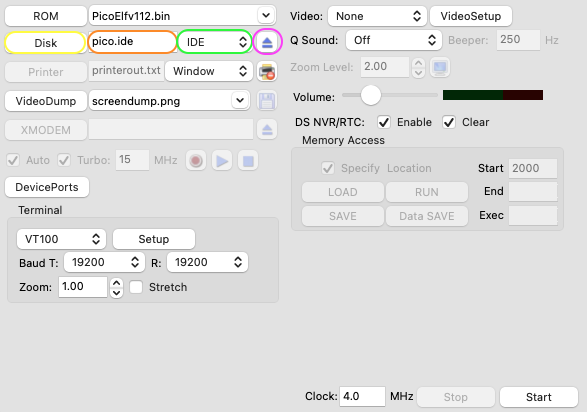 ROM PicoElfv112.bin
Disk pico.ide IDE
Printer printerout.txt Window
VideoDump screendump.png
XMODEM
Auto Turbo: 15 MHz
DevicePorts
Terminal
VT100 Setup
Baud T: 19200 R: 19200
Zoom: 1.00 Stretch
Video: None VideoSetup
Q Sound: Off Beeper: 250 Hz
Zoom Level: 2.00
Volume:
DS NVR/RTC: Enable Clear
Memory Access
Specify Location Start 2000
LOAD RUN End
SAVE Data SAVE Exec
Clock: 4.0 MHz Stop Start